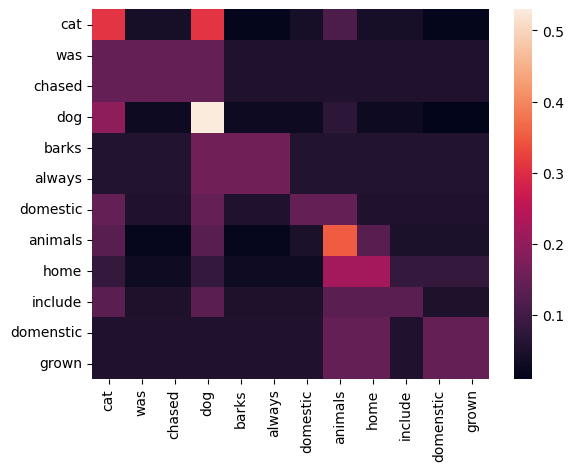 cat
was
chased
dog
barks
always
domestic
animals
home
include
domenstic
grown
cat
was
chased
dog
barks
always
domestic
animals
home
include
domenstic
grown
0.5
0.4
0.3
0.2
0.1